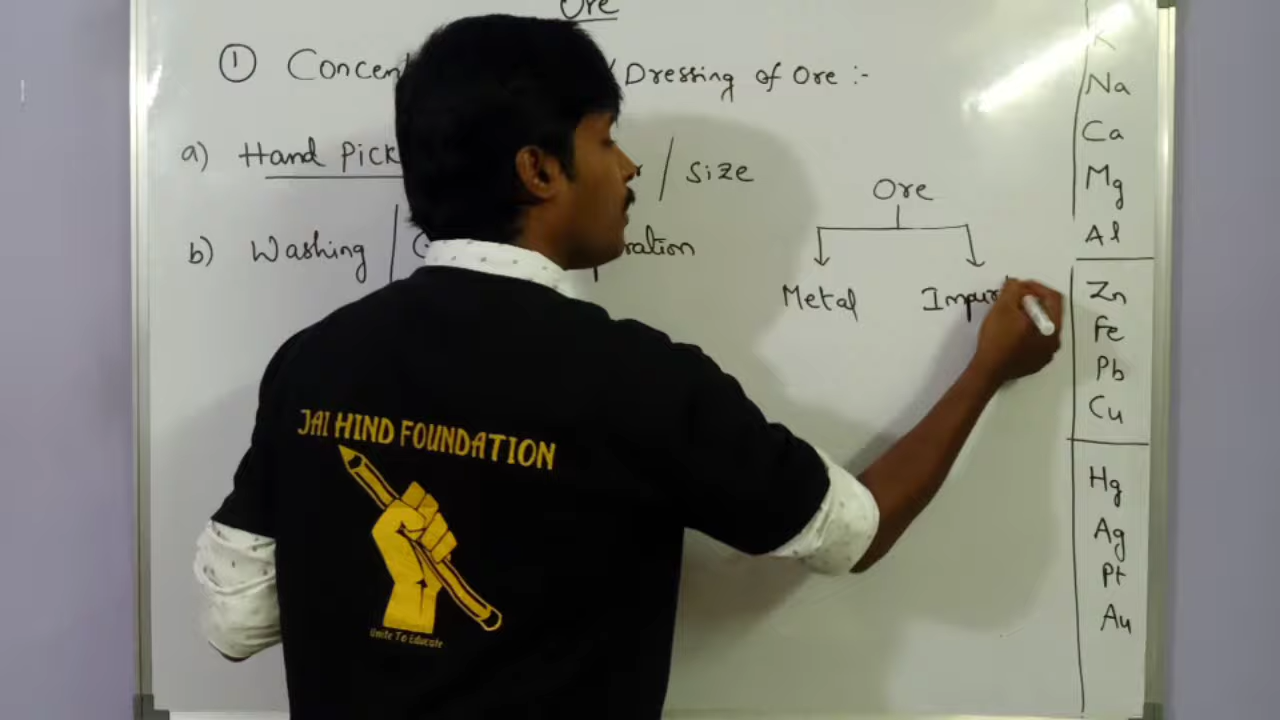 Ore
① Concen / Dressing of Ore :-
a) Hand Pick / Size
b) Washing / ration
Ore
Metal Impuri
K
Na
Ca
Mg
Al
Zn
Fe
Pb
Cu
Hg
Ag
Pt
Au
JAI HIND FOUNDATION
Unite To Educate